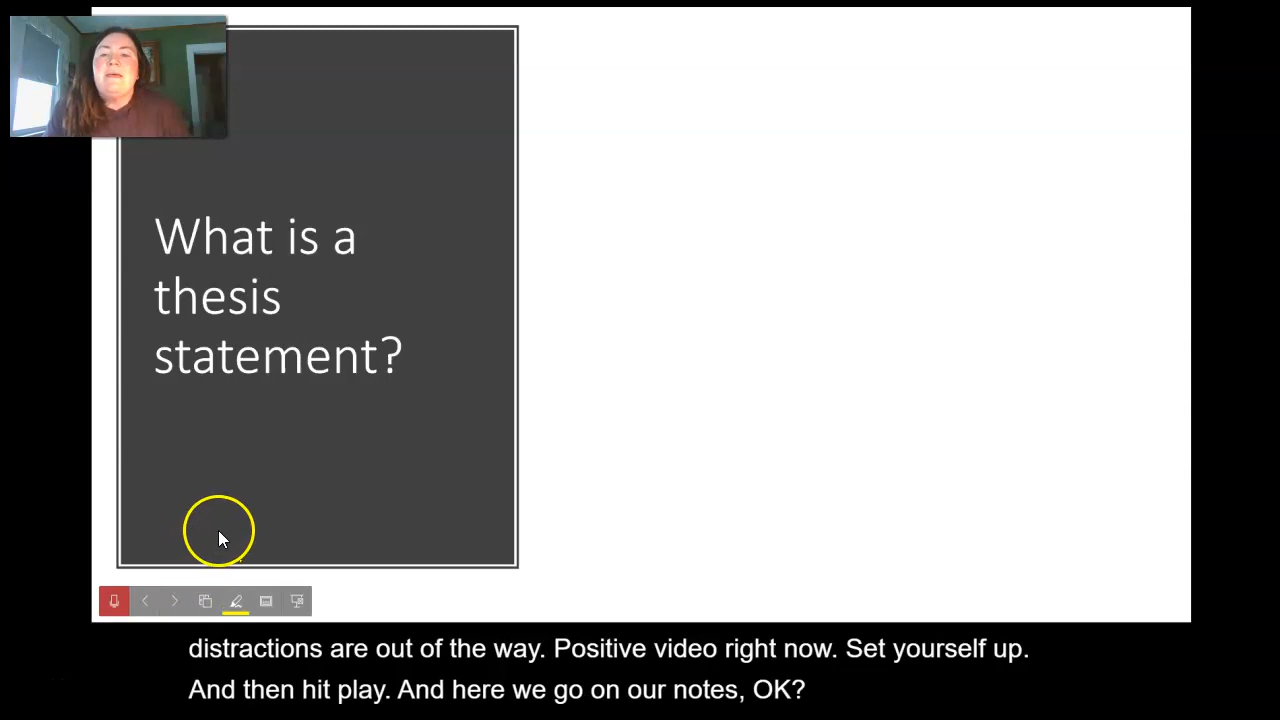 What is a
thesis
statement?
distractions are out of the way. Positive video right now. Set yourself up.
And then hit play. And here we go on our notes, OK?